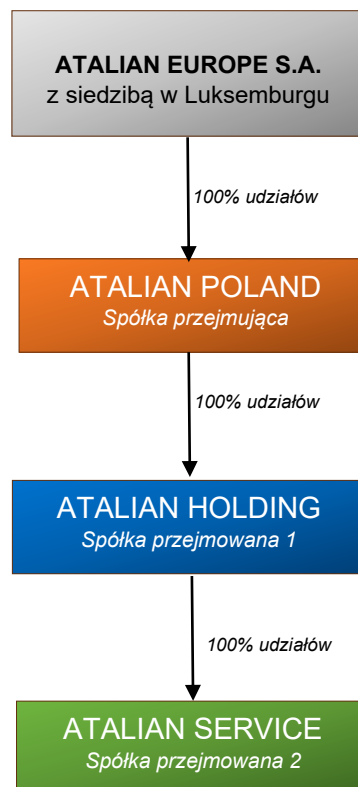 ATALIAN EUROPE S.A.
z siedzibą w Luksemburgu
100% udziałów
ATALIAN POLAND
Spółka przejmująca
100% udziałów
ATALIAN HOLDING
Spółka przejmowana 1
100% udziałów
ATALIAN SERVICE
Spółka przejmowana 2